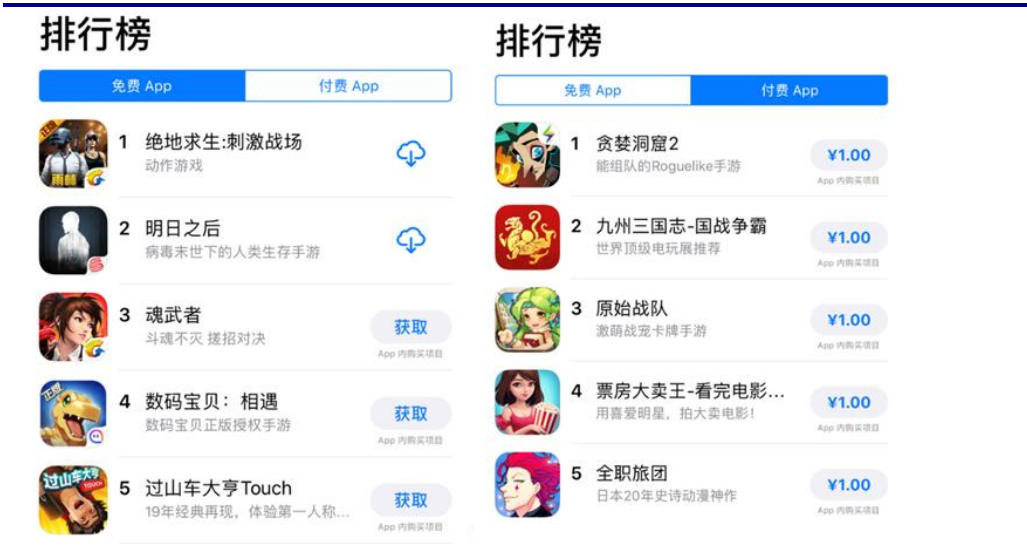 排行榜
免费 App
付费 App
正版
雨林
1 绝地求生:刺激战场
动作游戏
2 明日之后
病毒末世下的人类生存手游
3 魂武者
斗魂不灭 搓招对决
获取
App 内购买项目
正版
4 数码宝贝：相遇
数码宝贝正版授权手游
获取
App 内购买项目
过山车大亨
TOUCH
5 过山车大亨Touch
19年经典再现，体验第一人称...
获取
App 内购买项目
排行榜
免费 App
付费 App
1 贪婪洞窟2
能组队的Roguelike手游
¥1.00
App 内购买项目
2 九州三国志-国战争霸
世界顶级电玩展推荐
¥1.00
App 内购买项目
3 原始战队
激萌战宠卡牌手游
¥1.00
App 内购买项目
4 票房大卖王-看完电影...
用喜爱明星，拍大卖电影！
¥1.00
App 内购买项目
5 全职旅团
日本20年史诗动漫神作
¥1.00
App 内购买项目